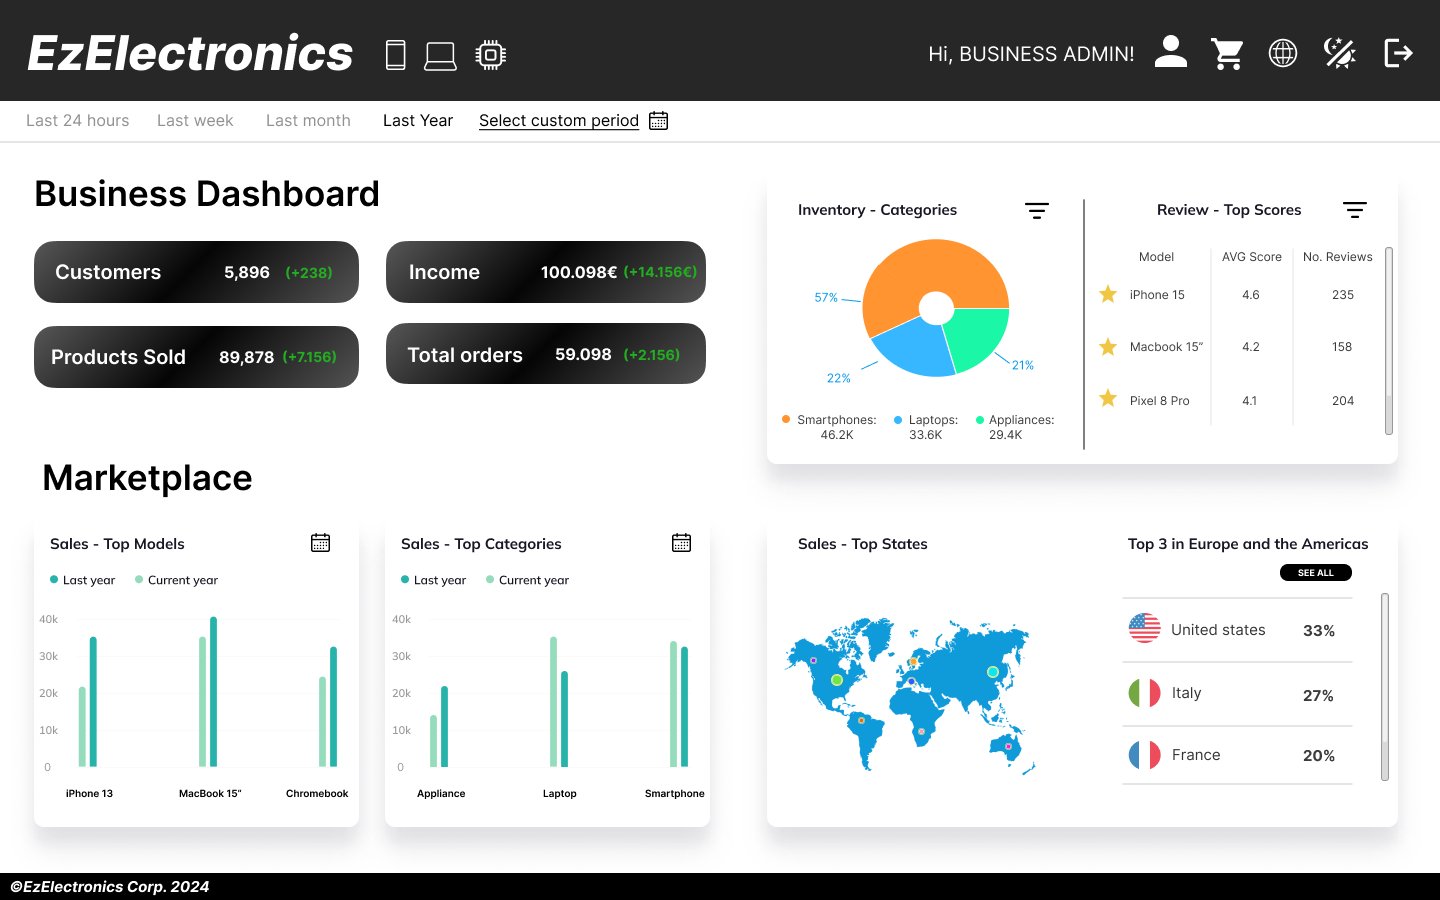 EzElectronics
Hi, BUSINESS ADMIN!
Last 24 hours Last week Last month Last Year Select custom period
Business Dashboard
Customers 5,896 (+238)
Income 100.098€ (+14.156€)
Products Sold 89,878 (+7.156)
Total orders 59.098 (+2.156)
Inventory - Categories
57%
22%
21%
Smartphones: 46.2K
Laptops: 33.6K
Appliances: 29.4K
Review - Top Scores
Model AVG Score No. Reviews
iPhone 15 4.6 235
Macbook 15” 4.2 158
Pixel 8 Pro 4.1 204
Marketplace
Sales - Top Models
Last year Current year
40k
30k
20k
10k
0
iPhone 13 MacBook 15” Chromebook
Sales - Top Categories
Last year Current year
40k
30k
20k
10k
0
Appliance Laptop Smartphone
Sales - Top States
Top 3 in Europe and the Americas
SEE ALL
United states 33%
Italy 27%
France 20%
©EzElectronics Corp. 2024